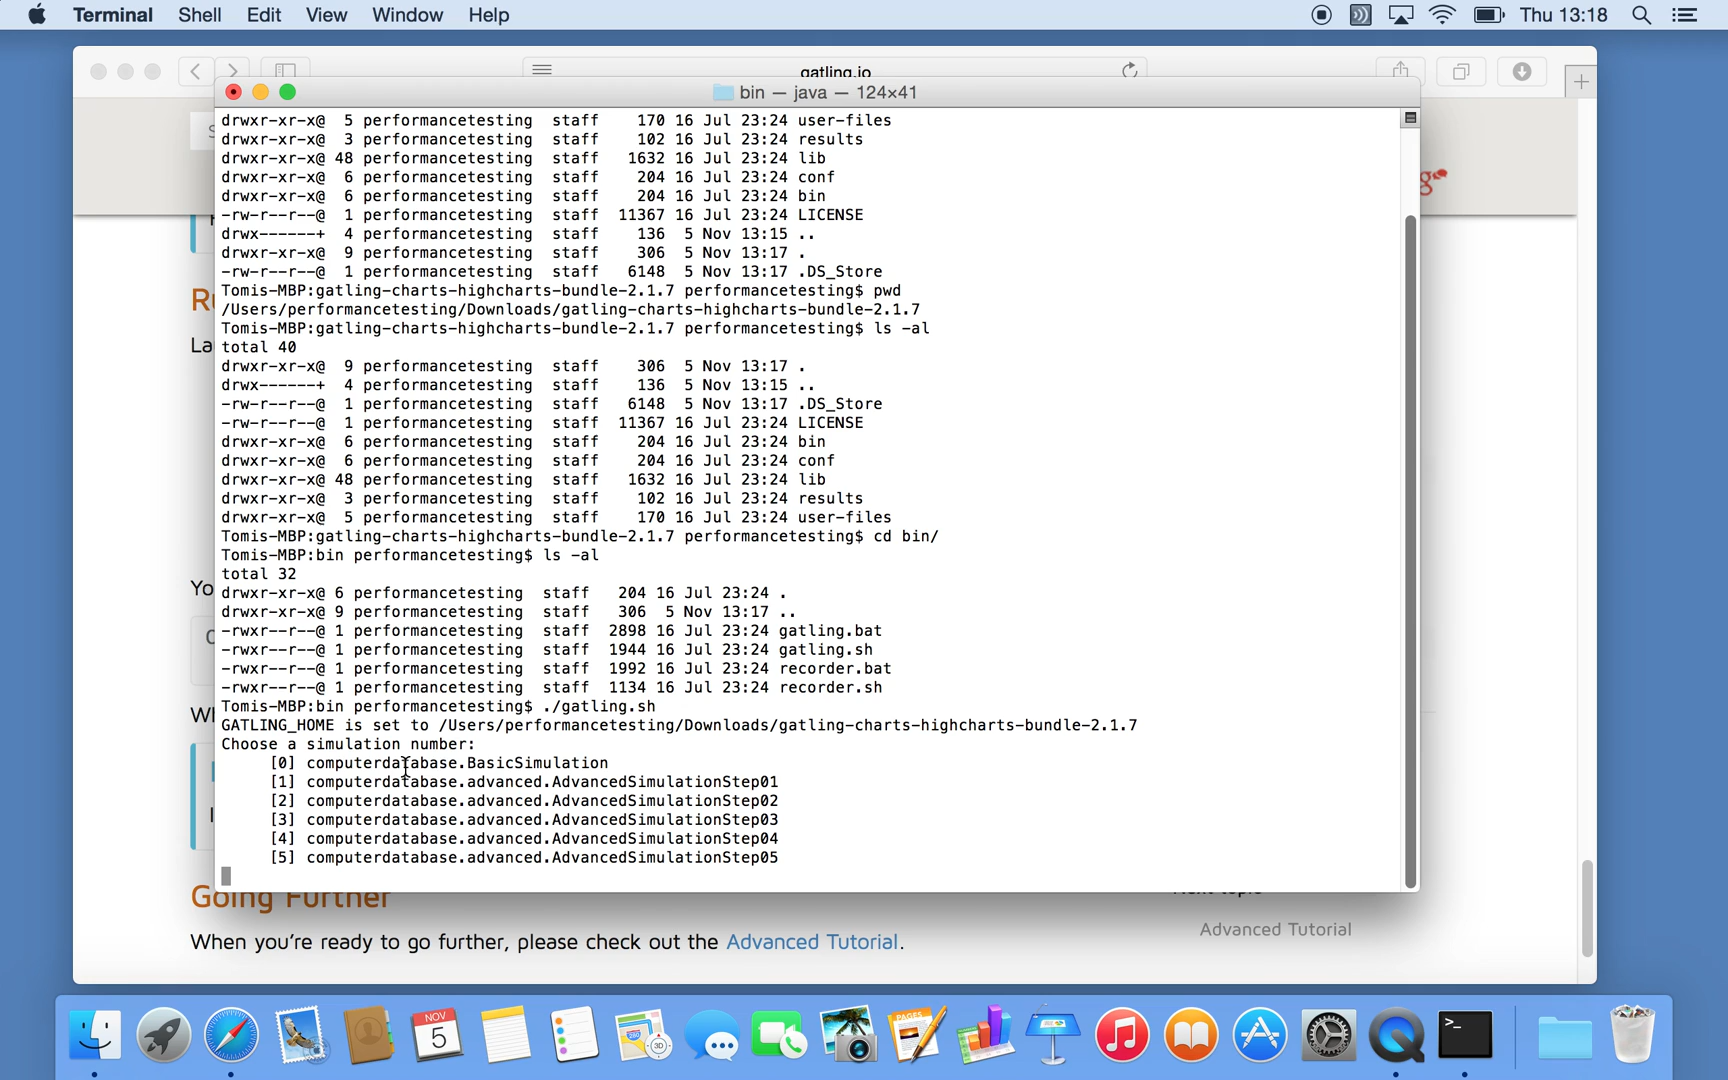 Terminal Shell Edit View Window Help Thu 13:18
gatling.io
bin — java — 124×41
drwxr-xr-x@ 5 performancetesting staff 170 16 Jul 23:24 user-files
drwxr-xr-x@ 3 performancetesting staff 102 16 Jul 23:24 results
drwxr-xr-x@ 48 performancetesting staff 1632 16 Jul 23:24 lib
drwxr-xr-x@ 6 performancetesting staff 204 16 Jul 23:24 conf
drwxr-xr-x@ 6 performancetesting staff 204 16 Jul 23:24 bin
-rw-r--r--@ 1 performancetesting staff 11367 16 Jul 23:24 LICENSE
drwx------+ 4 performancetesting staff 136 5 Nov 13:15 ..
drwxr-xr-x@ 9 performancetesting staff 306 5 Nov 13:17 .
-rw-r--r--@ 1 performancetesting staff 6148 5 Nov 13:17 .DS_Store
Tomis-MBP:gatling-charts-highcharts-bundle-2.1.7 performancetesting$ pwd
/Users/performancetesting/Downloads/gatling-charts-highcharts-bundle-2.1.7
Tomis-MBP:gatling-charts-highcharts-bundle-2.1.7 performancetesting$ ls -al
total 40
drwxr-xr-x@ 9 performancetesting staff 306 5 Nov 13:17 .
drwx------+ 4 performancetesting staff 136 5 Nov 13:15 ..
-rw-r--r--@ 1 performancetesting staff 6148 5 Nov 13:17 .DS_Store
-rw-r--r--@ 1 performancetesting staff 11367 16 Jul 23:24 LICENSE
drwxr-xr-x@ 6 performancetesting staff 204 16 Jul 23:24 bin
drwxr-xr-x@ 6 performancetesting staff 204 16 Jul 23:24 conf
drwxr-xr-x@ 48 performancetesting staff 1632 16 Jul 23:24 lib
drwxr-xr-x@ 3 performancetesting staff 102 16 Jul 23:24 results
drwxr-xr-x@ 5 performancetesting staff 170 16 Jul 23:24 user-files
Tomis-MBP:gatling-charts-highcharts-bundle-2.1.7 performancetesting$ cd bin/
Tomis-MBP:bin performancetesting$ ls -al
total 32
drwxr-xr-x@ 6 performancetesting staff 204 16 Jul 23:24 .
drwxr-xr-x@ 9 performancetesting staff 306 5 Nov 13:17 ..
-rwxr--r--@ 1 performancetesting staff 2898 16 Jul 23:24 gatling.bat
-rwxr--r--@ 1 performancetesting staff 1944 16 Jul 23:24 gatling.sh
-rwxr--r--@ 1 performancetesting staff 1992 16 Jul 23:24 recorder.bat
-rwxr--r--@ 1 performancetesting staff 1134 16 Jul 23:24 recorder.sh
Tomis-MBP:bin performancetesting$ ./gatling.sh
GATLING_HOME is set to /Users/performancetesting/Downloads/gatling-charts-highcharts-bundle-2.1.7
Choose a simulation number:
[0] computerdatabase.BasicSimulation
[1] computerdatabase.advanced.AdvancedSimulationStep01
[2] computerdatabase.advanced.AdvancedSimulationStep02
[3] computerdatabase.advanced.AdvancedSimulationStep03
[4] computerdatabase.advanced.AdvancedSimulationStep04
[5] computerdatabase.advanced.AdvancedSimulationStep05
Going Further
When you're ready to go further, please check out the Advanced Tutorial.
Advanced Tutorial
NOV
5